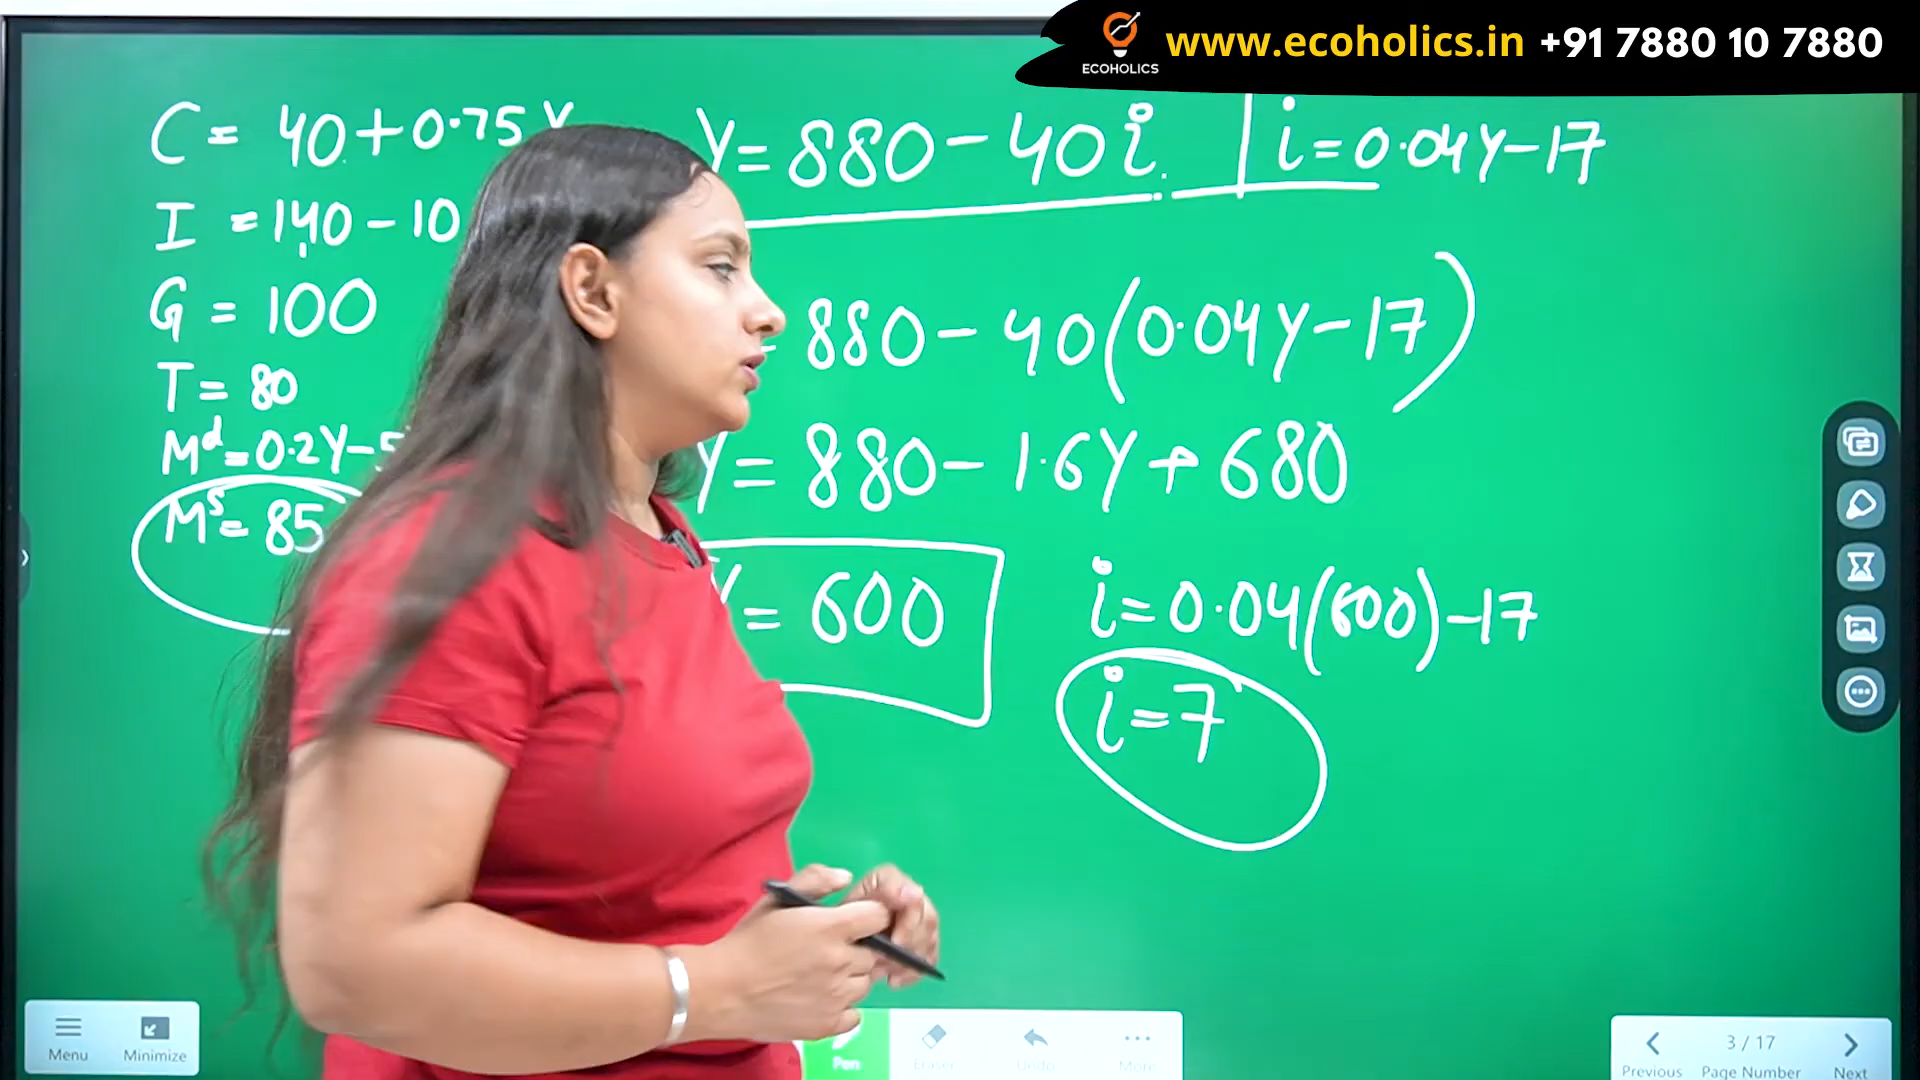 www.ecoholics.in +91 7880 10 7880
ECOHOLICS
C = 40+0.75Y
I = 140-10
G = 100
T = 80
Mᵈ = 0.2Y-5
Mˢ = 85
Y = 880-40i | i = 0.04Y-17
= 880-40(0.04Y-17)
Y = 880-1.6Y+680
Y = 600
i = 0.04(600)-17
i = 7
Menu
Minimize
Pen
Eraser
Undo
More
3 / 17
Previous
Page Number
Next